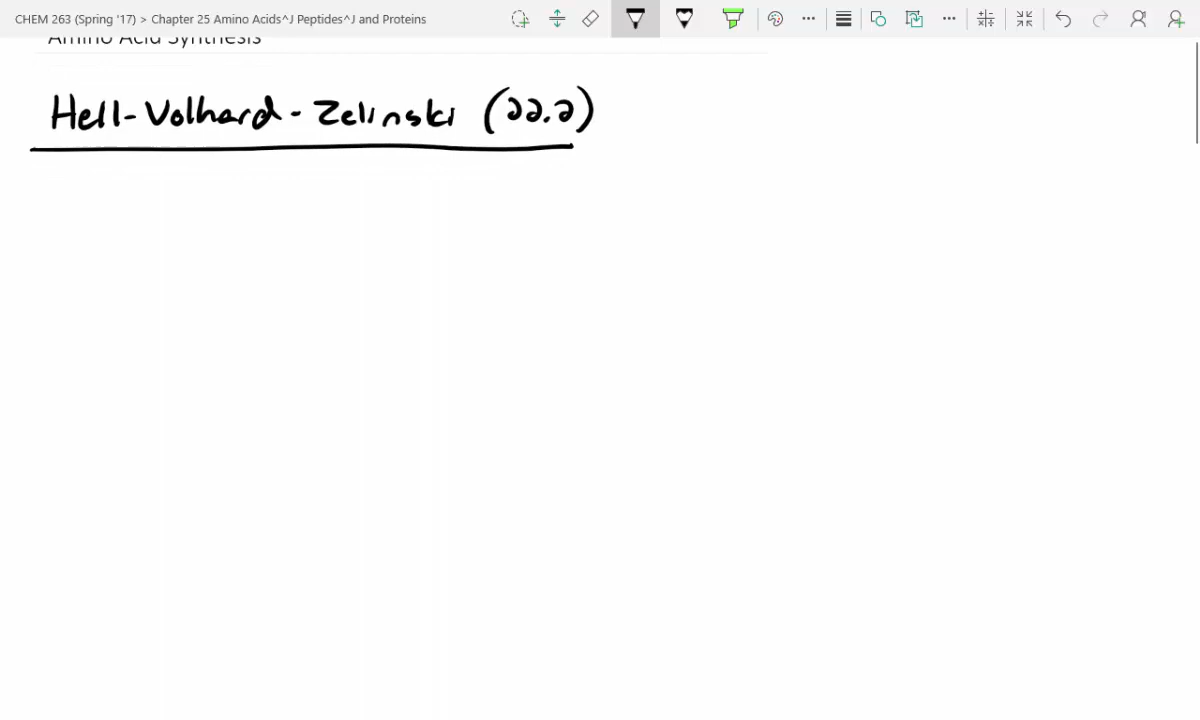 CHEM 263 (Spring '17) > Chapter 25 Amino Acids^J Peptides^J and Proteins
Amino Acid Synthesis
Hell-Volhard-Zelinski (22.2)